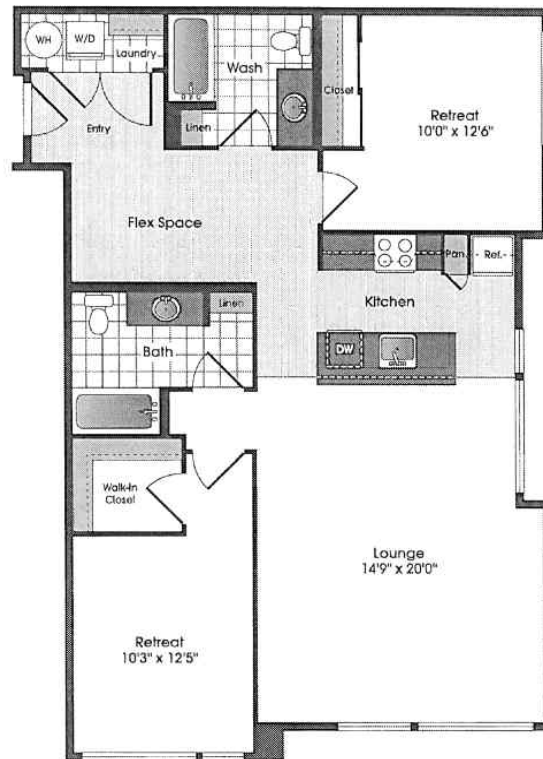 WH
W/D
Laundry
Wash
Closet
Retreat
10'0" x 12'6"
Entry
Linen
Flex Space
Pan.
Ref.
Kitchen
Linen
DW
Bath
Walk-In
Closet
Lounge
14'9" x 20'0"
Retreat
10'3" x 12'5"